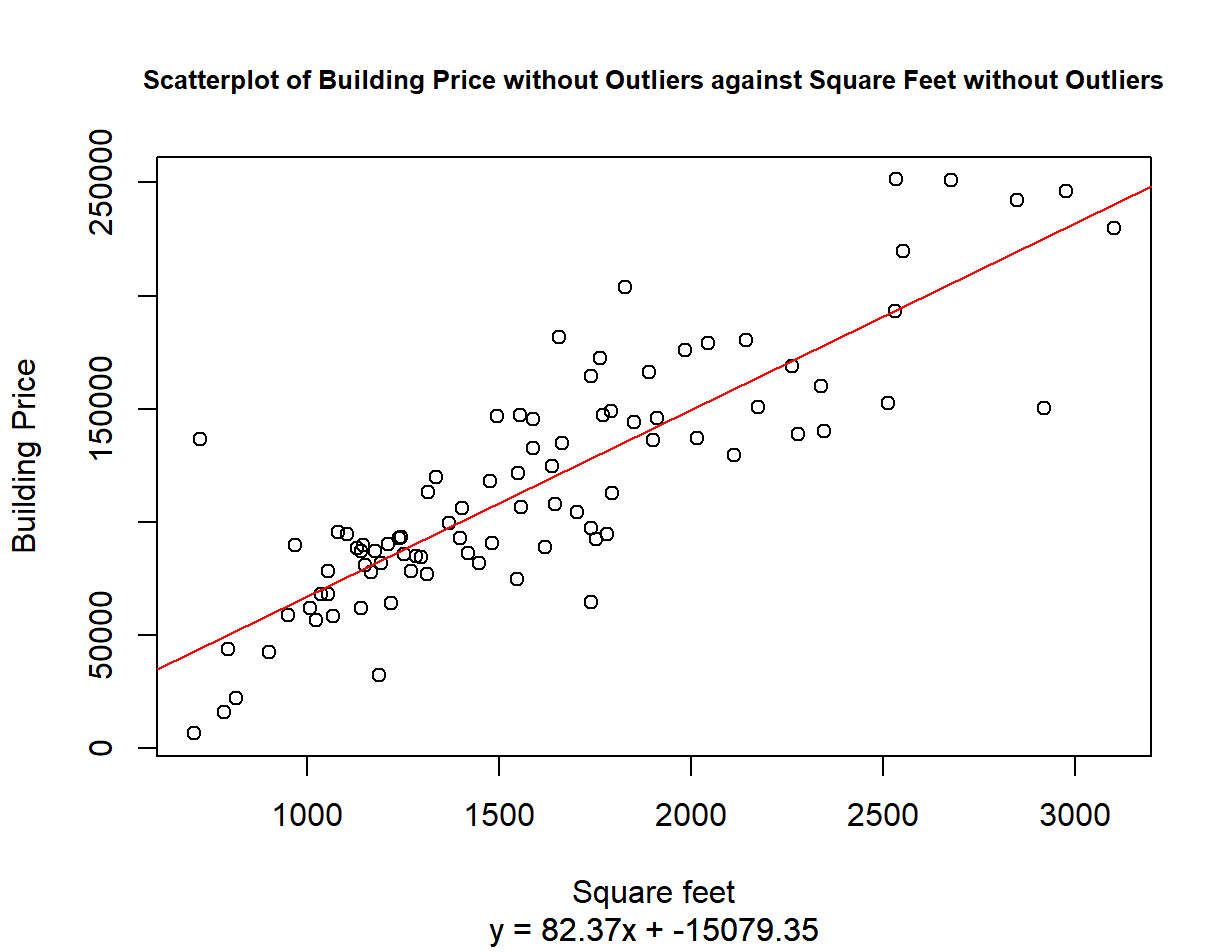 Scatterplot of Building Price without Outliers against Square Feet without Outliers
Building Price
250000
150000
50000
0
1000 1500 2000 2500 3000
Square feet
y = 82.37x + -15079.35